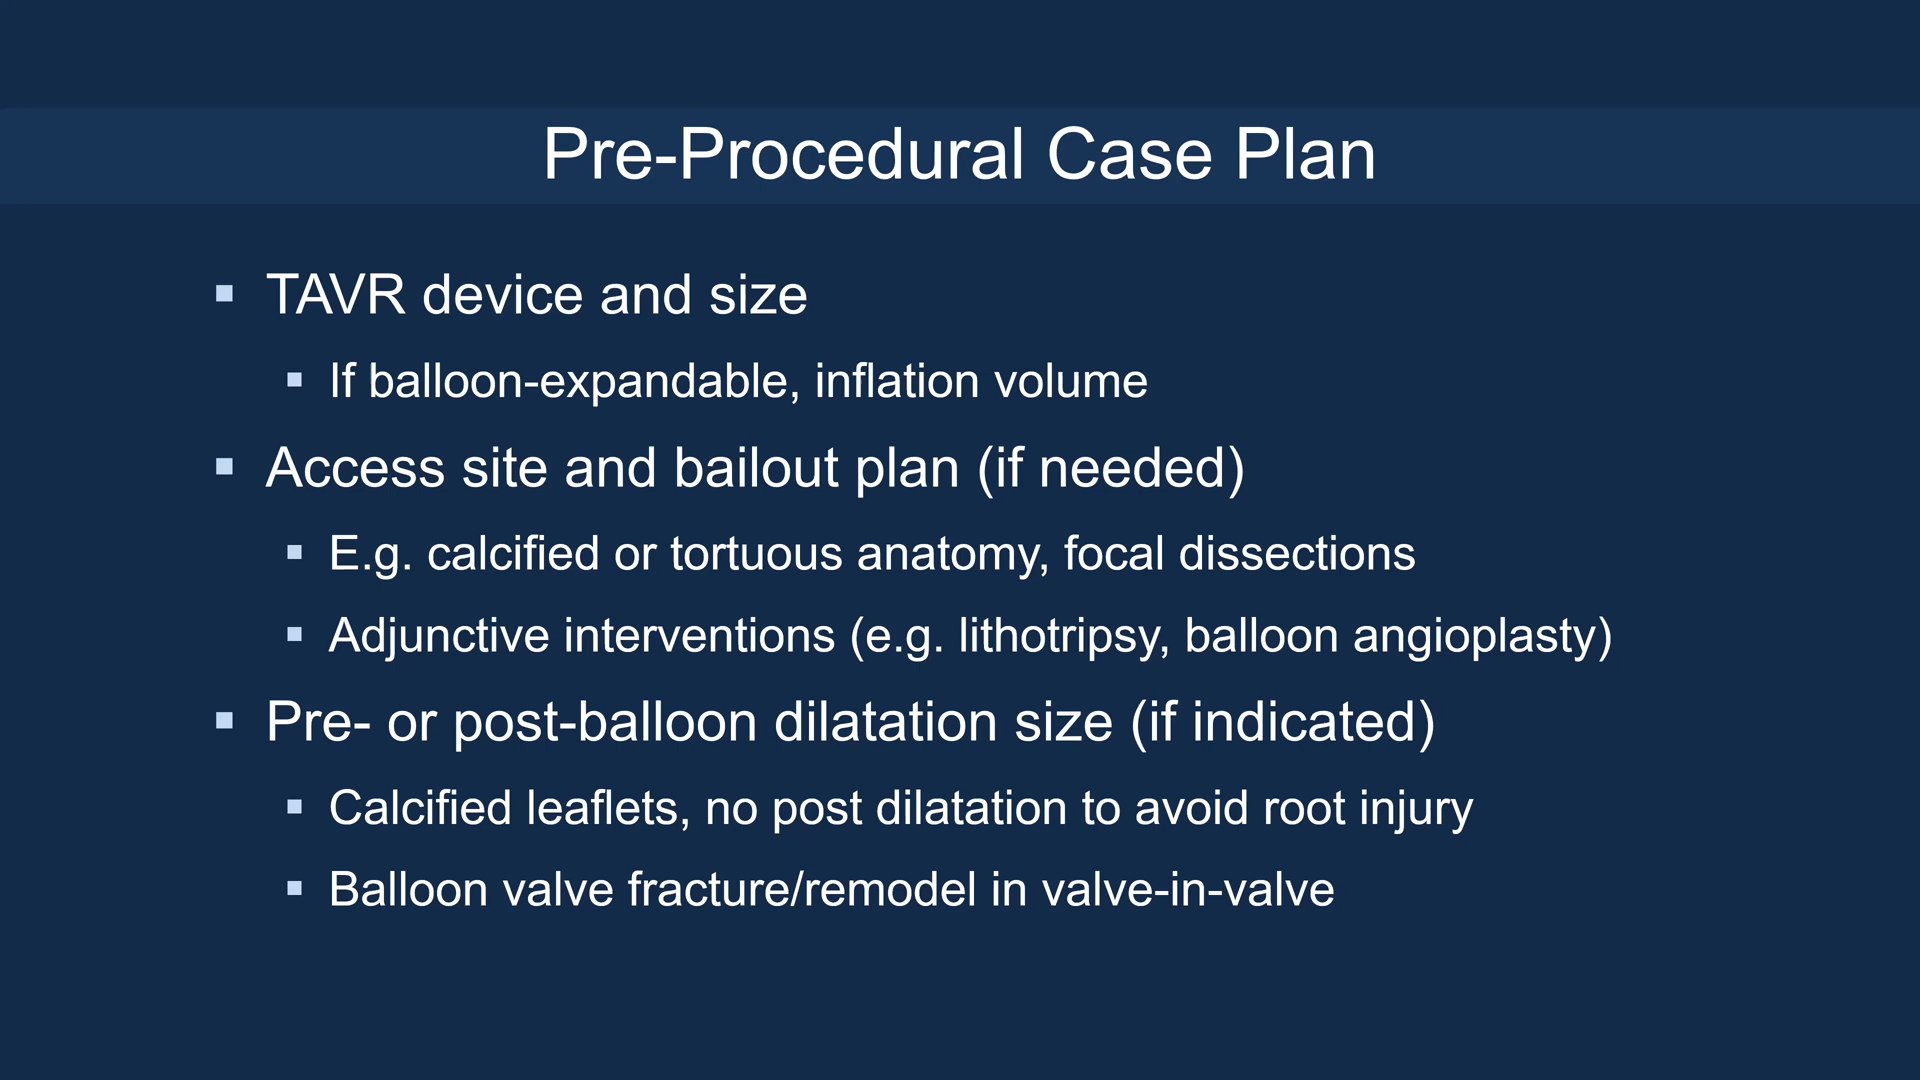 Pre-Procedural Case Plan
▪ TAVR device and size
▪ If balloon-expandable, inflation volume
▪ Access site and bailout plan (if needed)
▪ E.g. calcified or tortuous anatomy, focal dissections
▪ Adjunctive interventions (e.g. lithotripsy, balloon angioplasty)
▪ Pre- or post-balloon dilatation size (if indicated)
▪ Calcified leaflets, no post dilatation to avoid root injury
▪ Balloon valve fracture/remodel in valve-in-valve